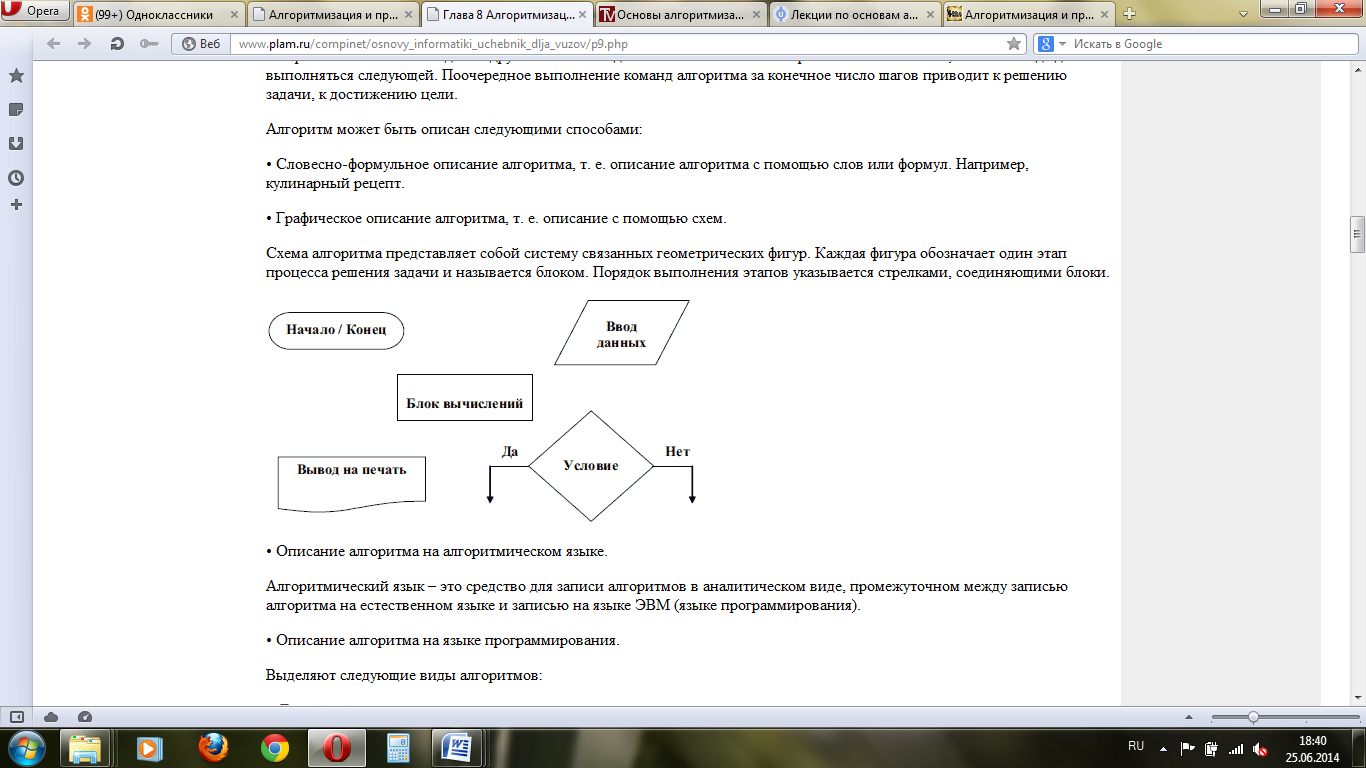 Opera
(99+) Одноклассники
Алгоритмизация и пр...
Глава 8 Алгоритмизац...
Основы алгоритмиза...
Лекции по основам а...
Алгоритмизация и пр...
Веб
www.plam.ru/compinet/osnovy_informatiki_uchebnik_dlja_vuzov/p9.php
Искать в Google
выполняться следующей. Поочередное выполнение команд алгоритма за конечное число шагов приводит к решению
задачи, к достижению цели.
Алгоритм может быть описан следующими способами:
• Словесно-формульное описание алгоритма, т. е. описание алгоритма с помощью слов или формул. Например,
кулинарный рецепт.
• Графическое описание алгоритма, т. е. описание с помощью схем.
Схема алгоритма представляет собой систему связанных геометрических фигур. Каждая фигура обозначает один этап
процесса решения задачи и называется блоком. Порядок выполнения этапов указывается стрелками, соединяющими блоки.
Начало / Конец
Ввод
данных
Блок вычислений
Да
Условие
Нет
Вывод на печать
• Описание алгоритма на алгоритмическом языке.
Алгоритмический язык – это средство для записи алгоритмов в аналитическом виде, промежуточном между записью
алгоритма на естественном языке и записью на языке ЭВМ (языке программирования).
• Описание алгоритма на языке программирования.
Выделяют следующие виды алгоритмов:
RU
18:40
25.06.2014